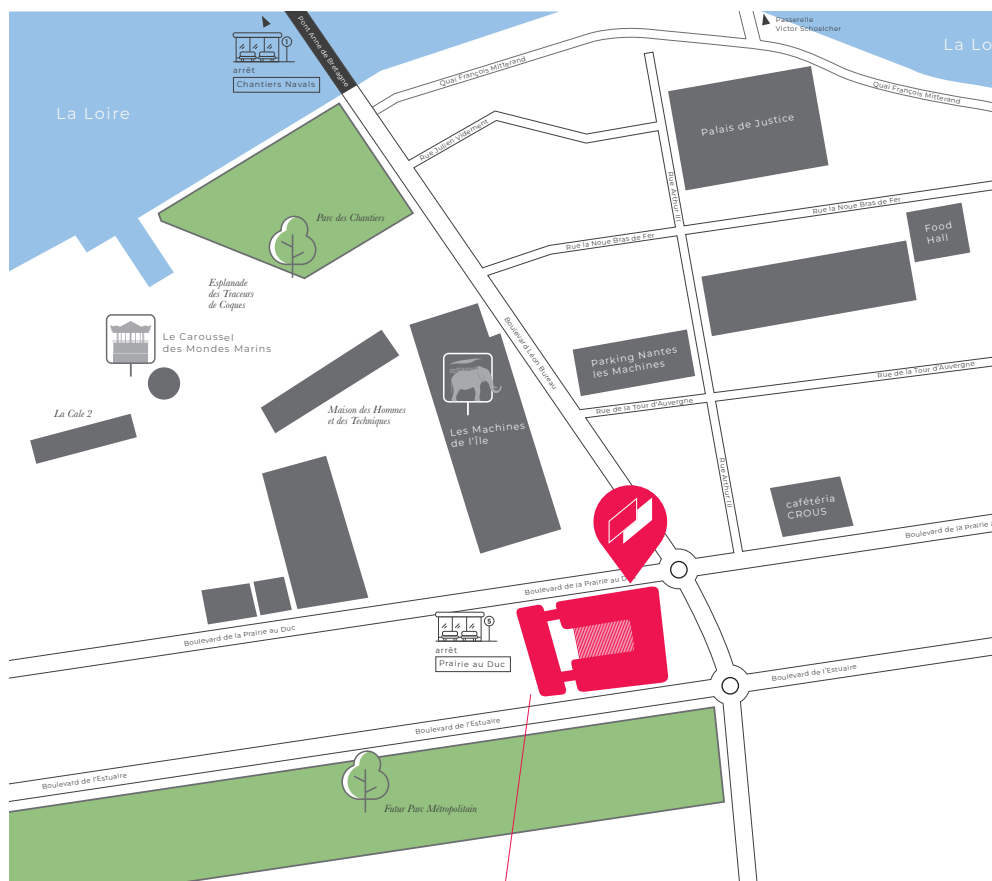 Pont Anne de Bretagne
Passerelle
Victor Schoelcher
La Lo
1
arrêt
Chantiers Navals
La Loire
Quai François Mitterand
Quai François Mitterand
Palais de Justice
Rue Julien Videment
Rue Arthur III
Parc des Chantiers
Rue la Noue Bras de Fer
Rue la Noue Bras de Fer
Food
Hall
Esplanade
des Traceurs
de Coques
Le Caroussel
des Mondes Marins
Boulevard Léon Bureau
Parking Nantes
les Machines
Rue de la Tour d'Auvergne
Rue de la Tour d'Auvergne
La Cale 2
Maison des Hommes
et des Techniques
Les Machines
de l'Île
Rue Arthur III
cafétéria
CROUS
Boulevard de la Prairie a
Boulevard de la Prairie au Du
Boulevard de la Prairie au Duc
5
arrêt
Prairie au Duc
Boulevard de l'Estuaire
Boulevard de l'Estuaire
Boulevard de l'Estuaire
Futur Parc Métropolitain